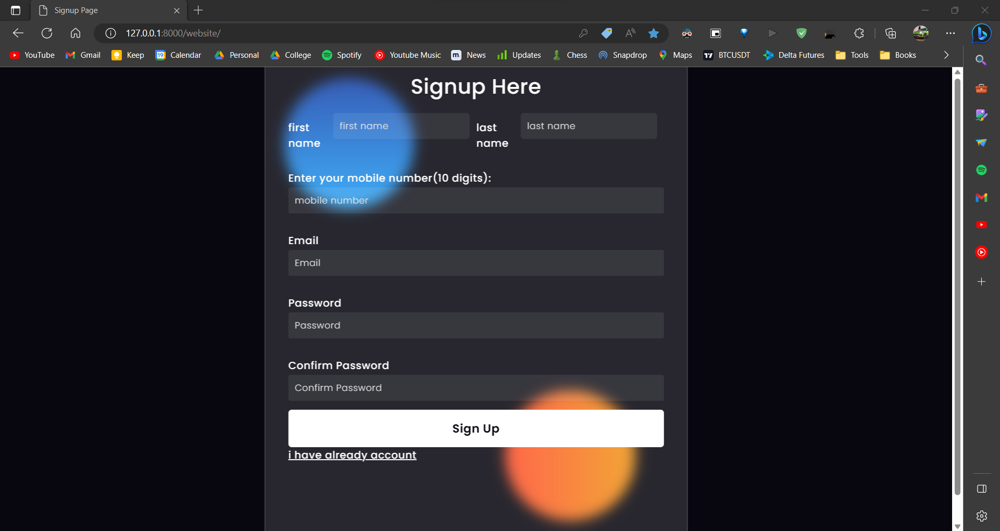 Signup Page
127.0.0.1:8000/website/
YouTube Gmail Keep 19 Calendar Personal College Spotify Youtube Music m. News Updates Chess Snapdrop Maps BTCUSDT Delta Futures Tools Books
Signup Here
first name
first name
last name
last name
Enter your mobile number(10 digits):
mobile number
Email
Email
Password
Password
Confirm Password
Confirm Password
Sign Up
i have already account